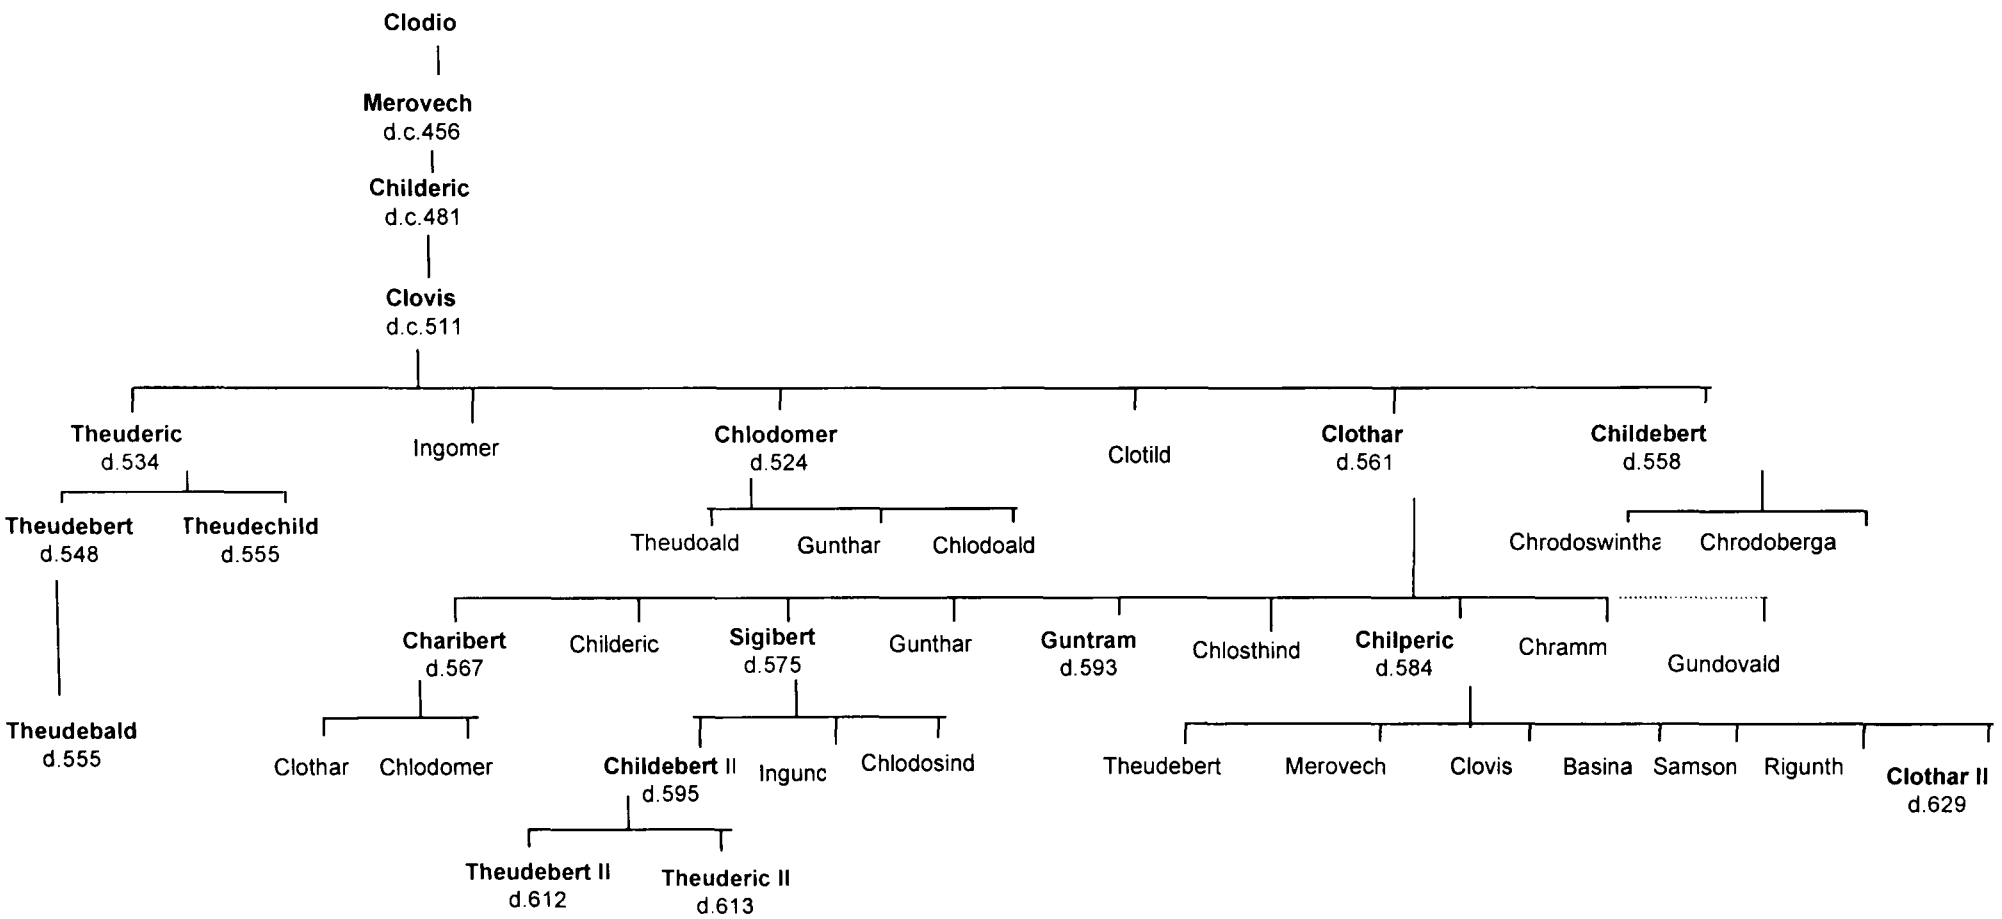 Clodio
Merovech
d.c.456
Childeric
d.c.481
Clovis
d.c.511
Theuderic
d.534
Ingomer
Chlodomer
d.524
Clotild
Clothar
d.561
Childebert
d.558
Theudebert
d.548
Theudechild
d.555
Theudoald
Gunthar
Chlodoald
Chrodoswintha
Chrodoberga
Charibert
d.567
Childeric
Sigibert
d.575
Gunthar
Guntram
d.593
Chlosthind
Chilperic
d.584
Chramm
Gundovald
Theudebald
d.555
Clothar
Chlodomer
Childebert II
d.595
Ingunc
Chlodosind
Theudebert
Merovech
Clovis
Basina
Samson
Rigunth
Clothar II
d.629
Theudebert II
d.612
Theuderic II
d.613